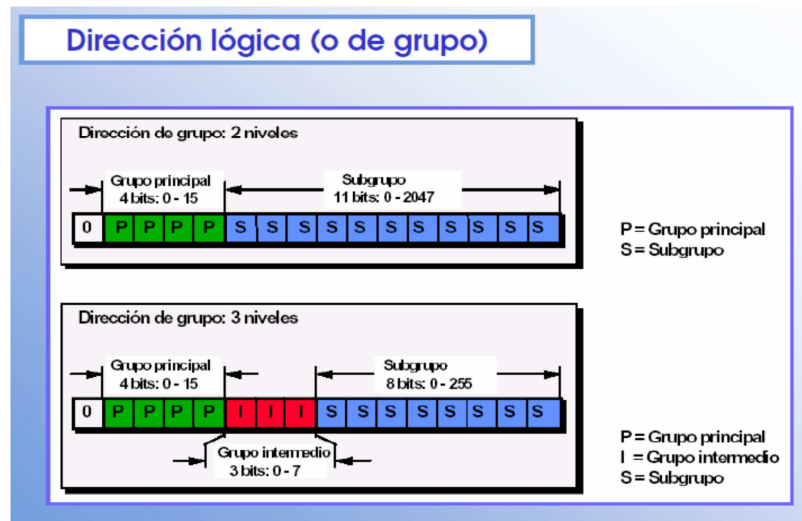 Dirección lógica (o de grupo)
Dirección de grupo: 2 niveles
Grupo principal
4 bits: 0 - 15
Subgrupo
11 bits: 0 - 2047
0 P P P P S S S S S S S S S S S
P = Grupo principal
S = Subgrupo
Dirección de grupo: 3 niveles
Grupo principal
4 bits: 0 - 15
Subgrupo
8 bits: 0 - 255
0 P P P P I I I S S S S S S S S
Grupo intermedio
3 bits: 0 - 7
P = Grupo principal
I = Grupo intermedio
S = Subgrupo